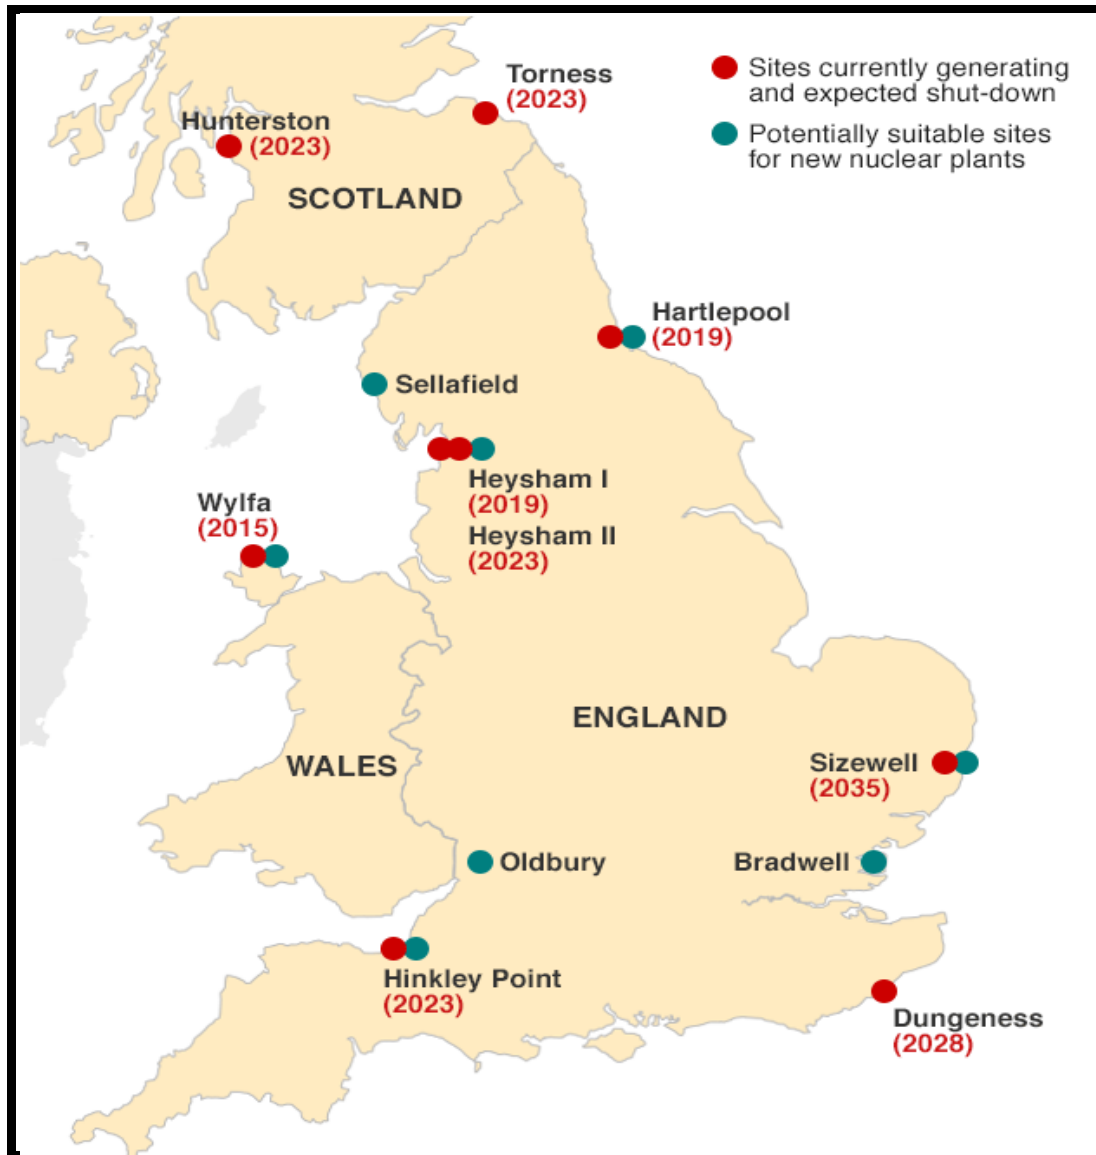 Torness
(2023)
Sites currently generating
and expected shut-down
Hunterston
(2023)
Potentially suitable sites
for new nuclear plants
SCOTLAND
Hartlepool
(2019)
Sellafield
Heysham I
(2019)
Heysham II
(2023)
Wylfa
(2015)
ENGLAND
WALES
Sizewell
(2035)
Oldbury
Bradwell
Hinkley Point
(2023)
Dungeness
(2028)